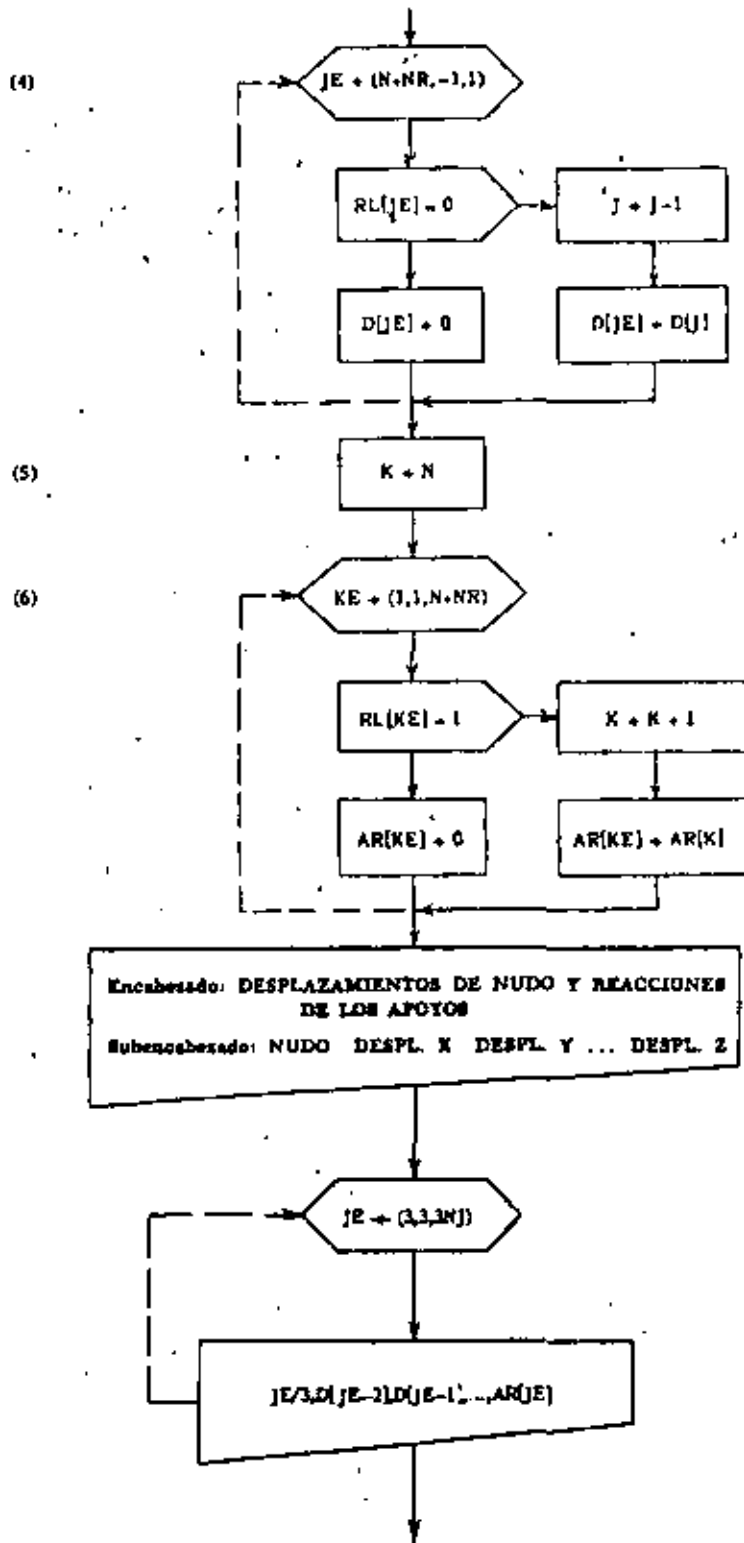 (4)
JE ← (N+NR,-1,1)
RL[JE] = 0
J ← J-1
D[JE] ← 0
D[JE] ← D[J]
(5)
K ← N
(6)
KE ← (1,1,N+NR)
RL[KE] = 1
K ← K + 1
AR[KE] ← 0
AR[KE] ← AR[K]
Encabezado: DESPLAZAMIENTOS DE NUDO Y REACCIONES
DE LOS APOYOS
Subencabezado: NUDO DESPL. X DESPL. Y ... DESPL. Z
JE ← (3,3,3NJ)
JE/3,D[JE-2],D[JE-1],...,AR[JE]